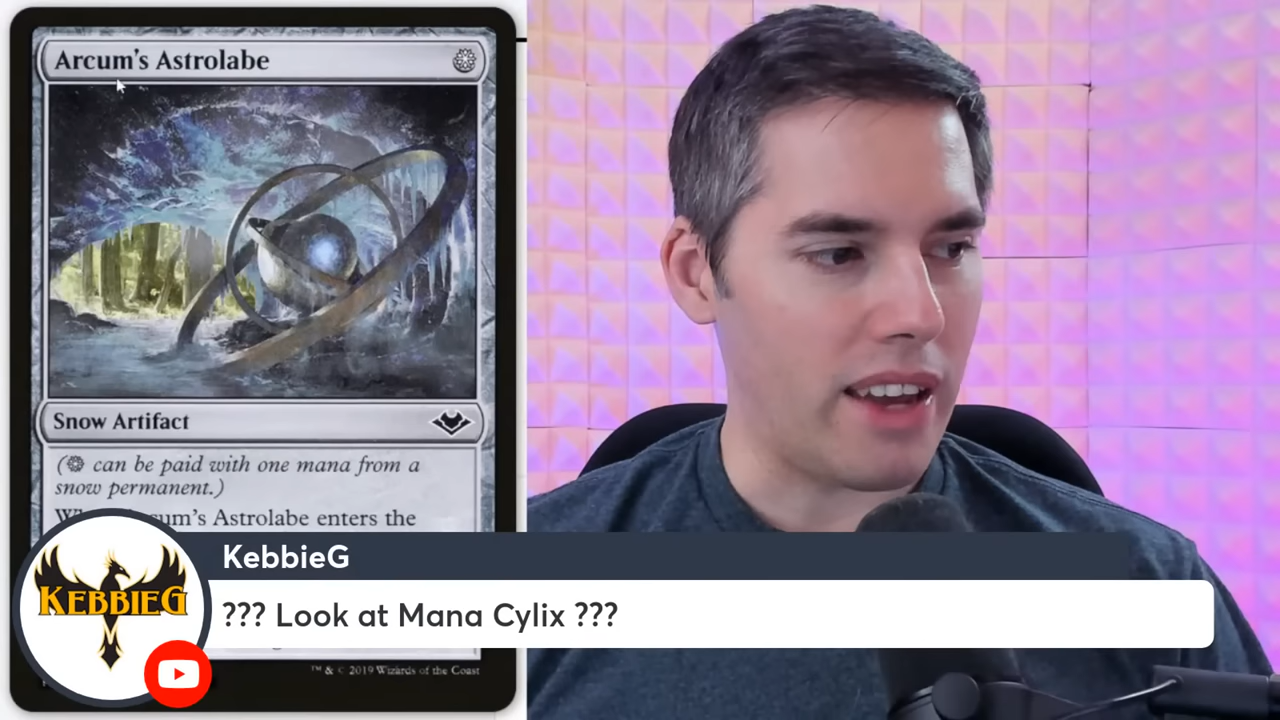 Arcum's Astrolabe
Snow Artifact
( can be paid with one mana from a
snow permanent.)
Astrolabe enters the
KebbieG
KEBBIEG
??? Look at Mana Cylix ???
™ & © 2019 Wizards of the Coast